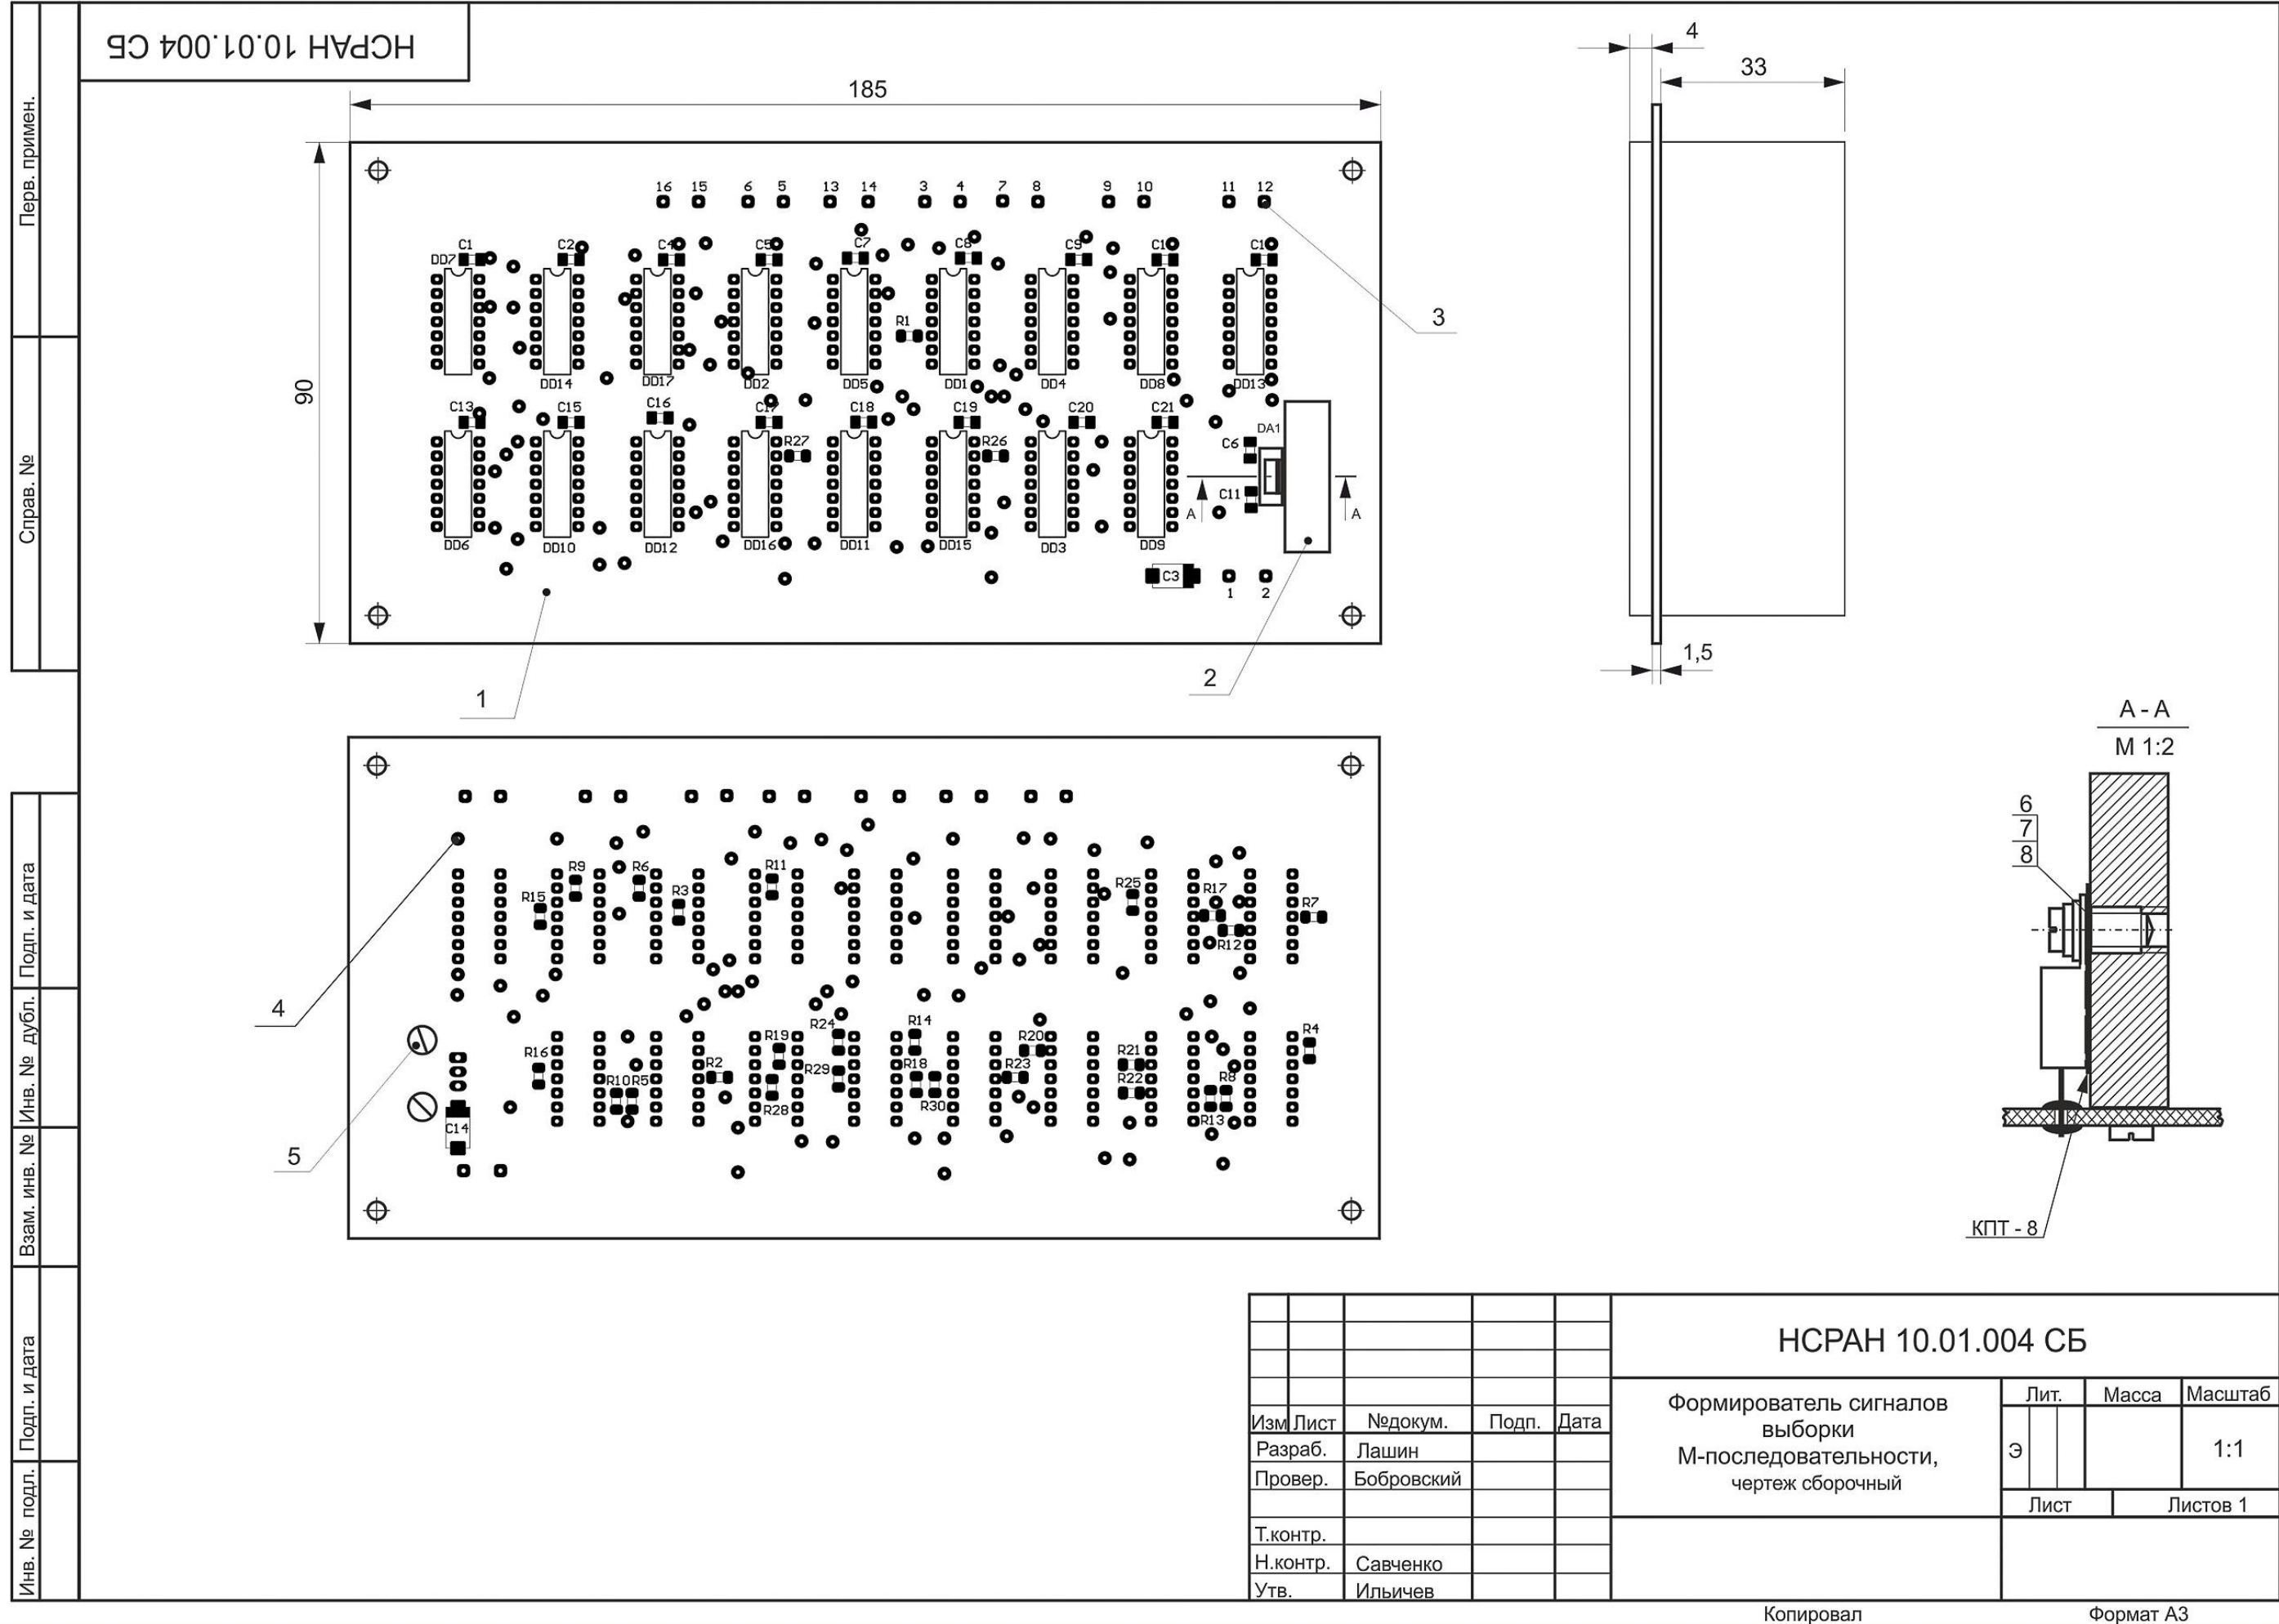 НСРАН 10.01.004 СБ
Перв. примен.
Справ. №
Подп. и дата
Инв. № дубл.
Взам. инв. №
Подп. и дата
Инв. № подл.
185
90
4
33
1,5
16 15 6 5 13 14 3 4 7 8 9 10 11 12
C1 C2 C4 C5 C7 C8 C9 C1 C1
DD7
R1
3
DD14 DD17 DD2 DD5 DD1 DD4 DD8 DD13
C13 C15 C16 C17 C18 C19 C20 C21
DA1
R27 R26 C6
C11
А А
DD6 DD10 DD12 DD16 DD11 DD15 DD3 DD9
C3
1 2
1
2
R9 R6 R11 R25 R17
R15 R3 R7
R12
4
R16 R19 R24 R14 R20 R21 R4
R10 R5 R2 R29 R18 R23 R22 R8
R28 R30 R13
C14
5
А - А
М 1:2
6
7
8
КПТ - 8
НСРАН 10.01.004 СБ
Изм Лист №докум. Подп. Дата
Разраб. Лашин
Провер. Бобровский
Т.контр.
Н.контр. Савченко
Утв. Ильичев
Формирователь сигналов
выборки
М-последовательности,
чертеж сборочный
Лит. Масса Масштаб
Э 1:1
Лист Листов 1
Копировал Формат А3